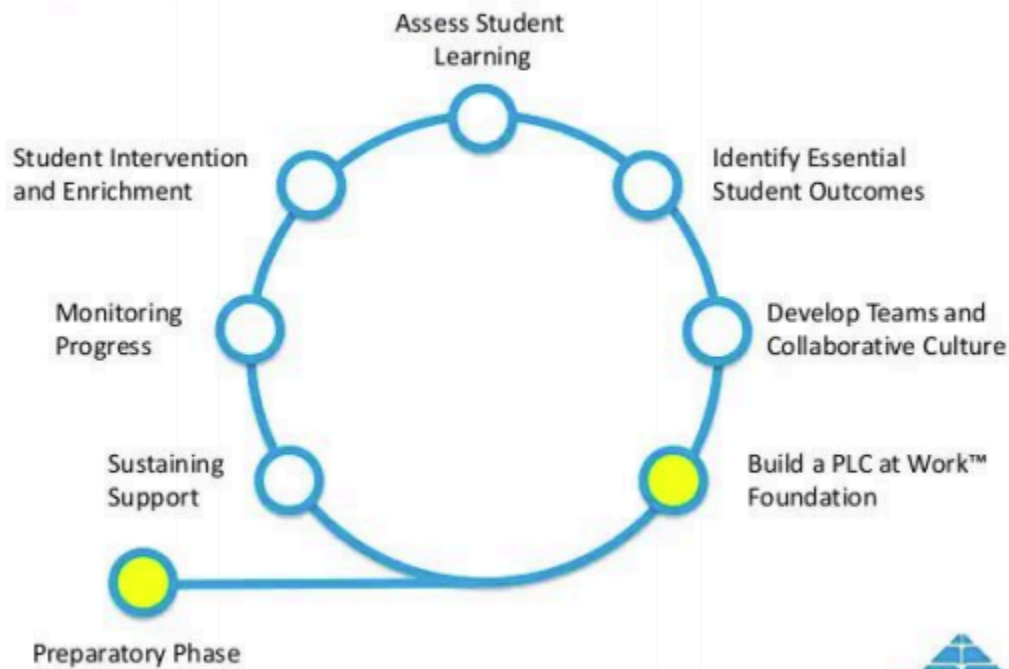 Assess Student
Learning
Student Intervention
and Enrichment
Identify Essential
Student Outcomes
Monitoring
Progress
Develop Teams and
Collaborative Culture
Sustaining
Support
Build a PLC at Work™
Foundation
Preparatory Phase